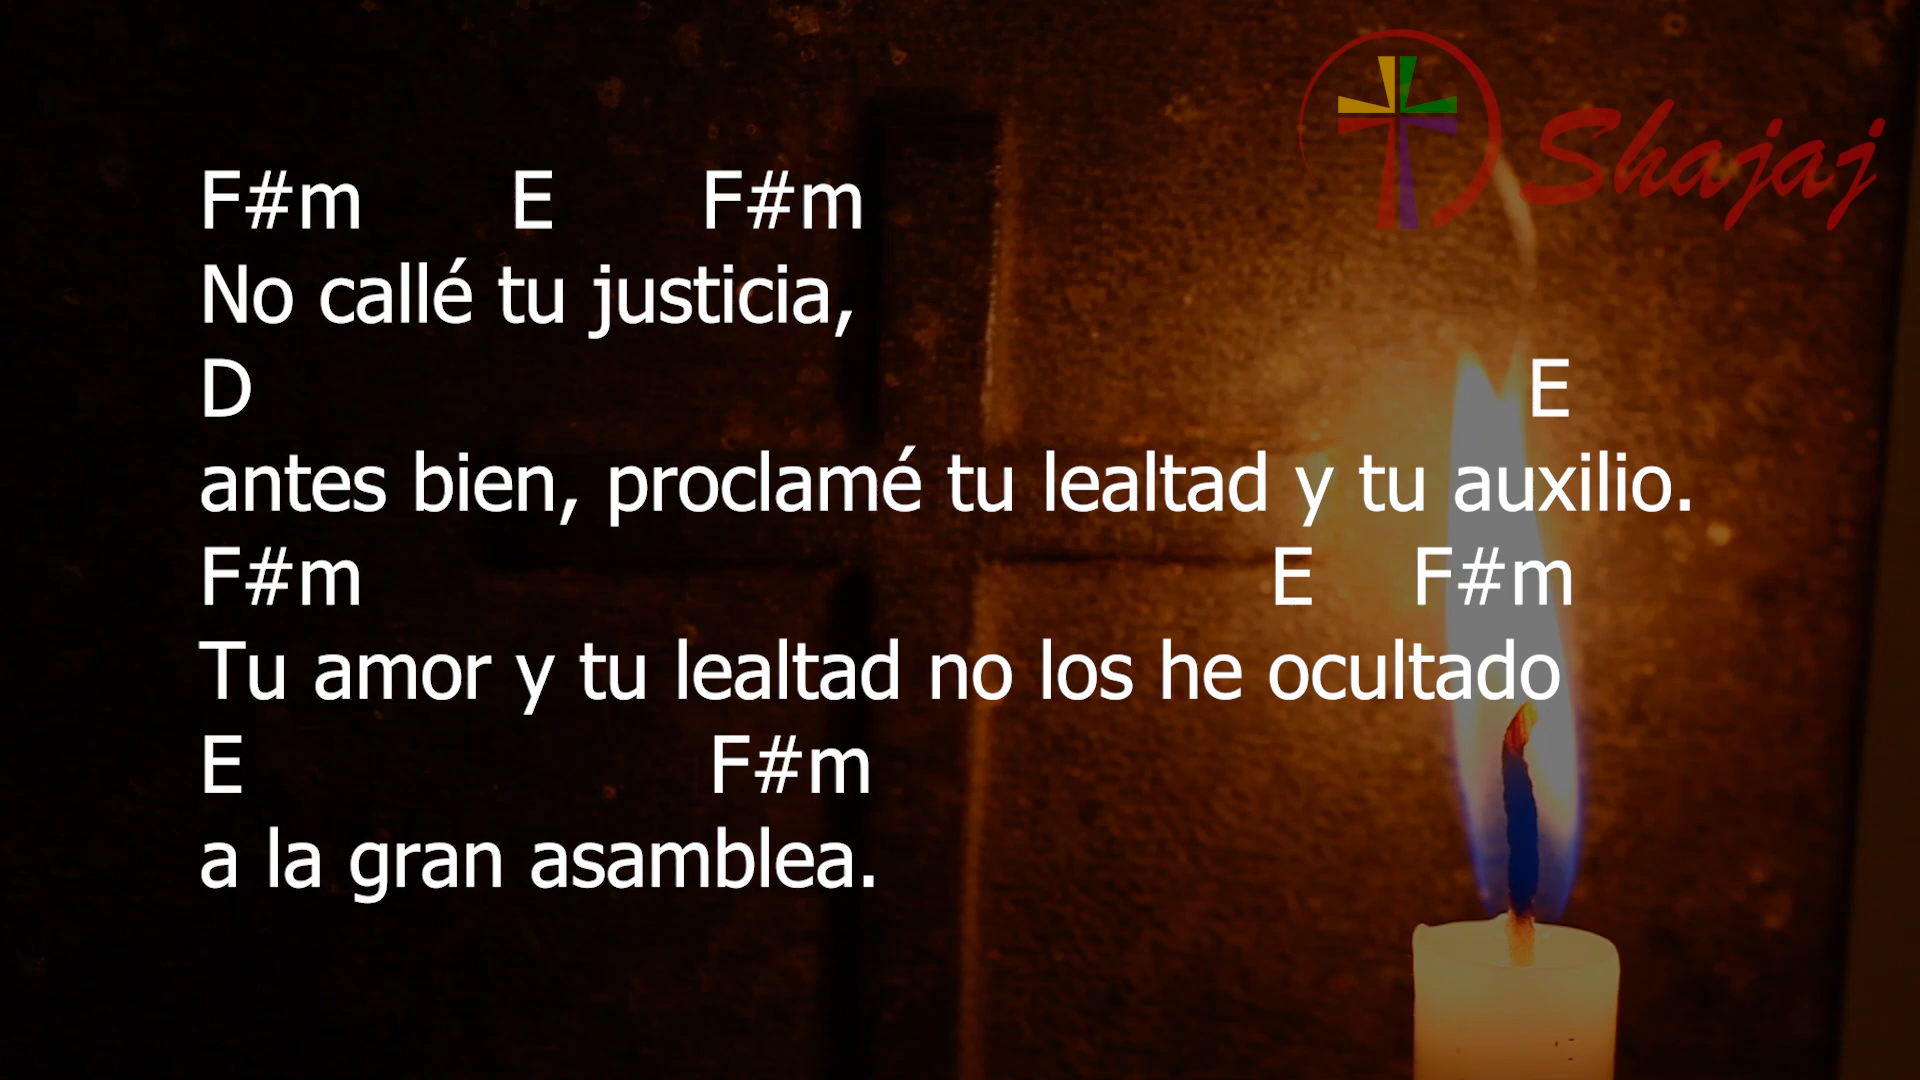 Shajaj
F#m E F#m
No callé tu justicia,
D E
antes bien, proclamé tu lealtad y tu auxilio.
F#m E F#m
Tu amor y tu lealtad no los he ocultado
E F#m
a la gran asamblea.